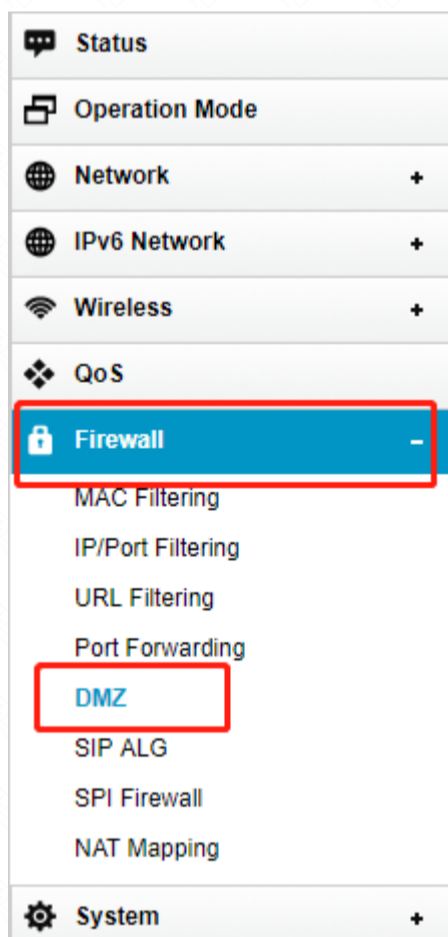 Status
Operation Mode
Network +
IPv6 Network +
Wireless +
QoS
Firewall -
MAC Filtering
IP/Port Filtering
URL Filtering
Port Forwarding
DMZ
SIP ALG
SPI Firewall
NAT Mapping
System +